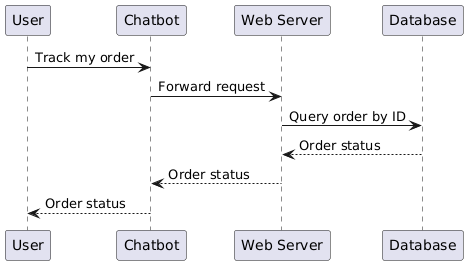 User Chatbot Web Server Database
Track my order
Forward request
Query order by ID
Order status
Order status
Order status
User Chatbot Web Server Database